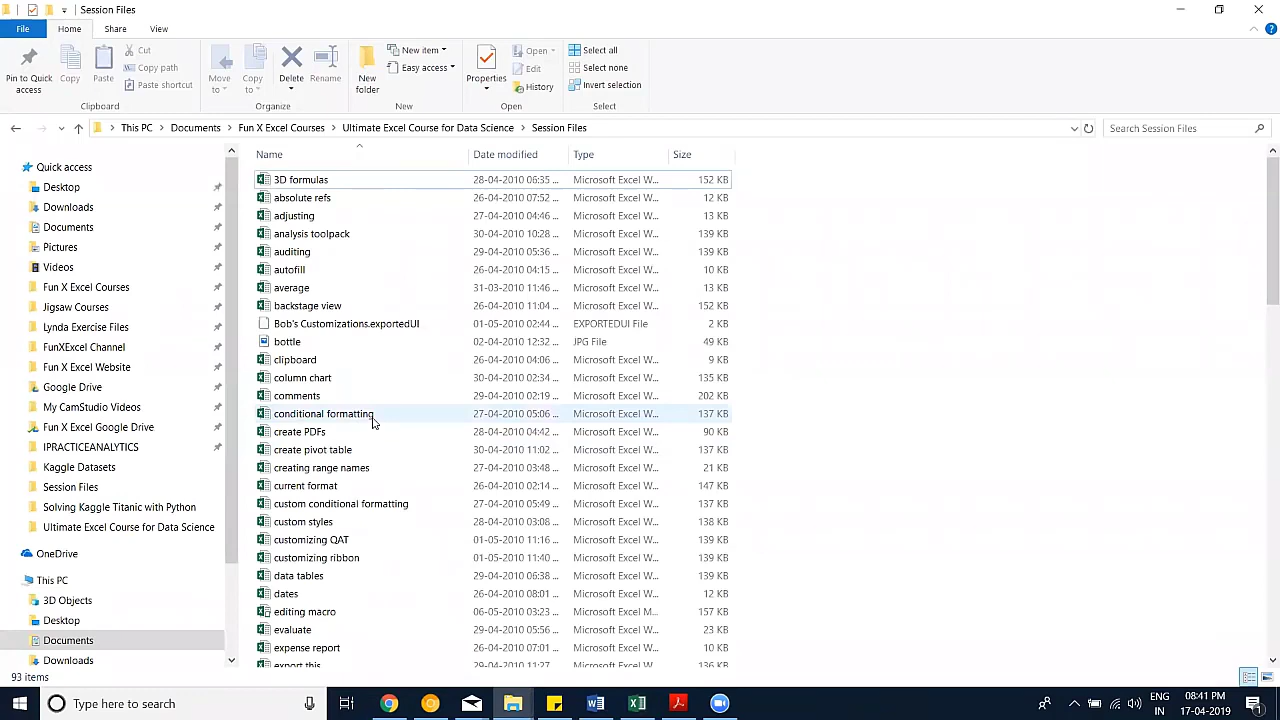 Session Files
File Home Share View
Pin to Quick access
Copy
Paste
Cut
Copy path
Paste shortcut
Move to
Copy to
Delete
Rename
New folder
New item
Easy access
Properties
Open
Edit
History
Select all
Select none
Invert selection
Clipboard Organize New Open Select
This PC Documents Fun X Excel Courses Ultimate Excel Course for Data Science Session Files
Search Session Files
Quick access
Desktop
Downloads
Documents
Pictures
Videos
Fun X Excel Courses
Jigsaw Courses
Lynda Exercise Files
FunXExcel Channel
Fun X Excel Website
Google Drive
My CamStudio Videos
Fun X Excel Google Drive
IPRACTICEANALYTICS
Kaggle Datasets
Session Files
Solving Kaggle Titanic with Python
Ultimate Excel Course for Data Science
OneDrive
This PC
3D Objects
Desktop
Documents
Downloads
Name Date modified Type Size
3D formulas 28-04-2010 06:35 ... Microsoft Excel W... 152 KB
absolute refs 26-04-2010 07:52 ... Microsoft Excel W... 12 KB
adjusting 27-04-2010 04:46 ... Microsoft Excel W... 13 KB
analysis toolpack 30-04-2010 10:28 ... Microsoft Excel W... 139 KB
auditing 29-04-2010 05:36 ... Microsoft Excel W... 139 KB
autofill 26-04-2010 04:15 ... Microsoft Excel W... 10 KB
average 31-03-2010 11:46 ... Microsoft Excel W... 13 KB
backstage view 26-04-2010 11:04 ... Microsoft Excel W... 152 KB
Bob's Customizations.exportedUI 01-05-2010 02:44 ... EXPORTEDUI File 2 KB
bottle 02-04-2010 12:32 ... JPG File 49 KB
clipboard 26-04-2010 04:06 ... Microsoft Excel W... 9 KB
column chart 30-04-2010 02:34 ... Microsoft Excel W... 135 KB
comments 29-04-2010 02:19 ... Microsoft Excel W... 202 KB
conditional formatting 27-04-2010 05:06 ... Microsoft Excel W... 137 KB
create PDFs 28-04-2010 04:42 ... Microsoft Excel W... 90 KB
create pivot table 30-04-2010 11:02 ... Microsoft Excel W... 137 KB
creating range names 27-04-2010 03:48 ... Microsoft Excel W... 21 KB
current format 26-04-2010 02:14 ... Microsoft Excel W... 147 KB
custom conditional formatting 27-04-2010 05:49 ... Microsoft Excel W... 137 KB
custom styles 28-04-2010 03:08 ... Microsoft Excel W... 138 KB
customizing QAT 01-05-2010 11:16 ... Microsoft Excel W... 139 KB
customizing ribbon 01-05-2010 11:40 ... Microsoft Excel W... 139 KB
data tables 29-04-2010 06:38 ... Microsoft Excel W... 139 KB
dates 26-04-2010 08:01 ... Microsoft Excel W... 12 KB
editing macro 06-05-2010 03:23 ... Microsoft Excel M... 157 KB
evaluate 29-04-2010 05:56 ... Microsoft Excel W... 23 KB
expense report 26-04-2010 07:01 ... Microsoft Excel W... 10 KB
export this 29-04-2010 11:27 ... Microsoft Excel W... 136 KB
93 items
Type here to search
ENG
IN
08:41 PM
17-04-2019
1